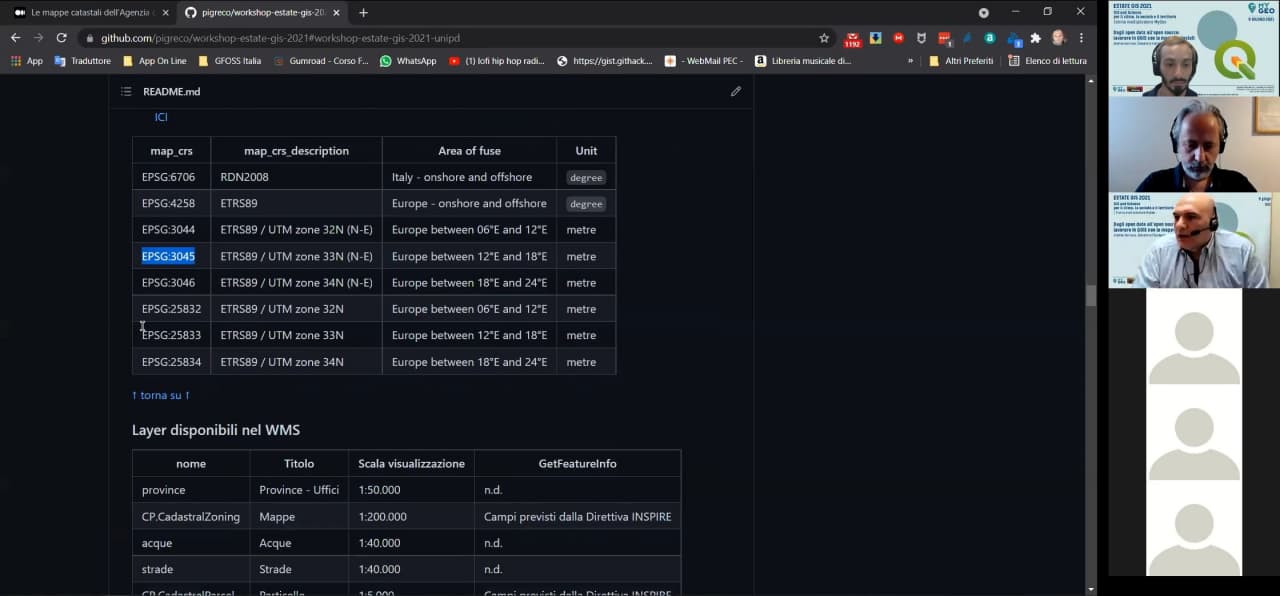 Le mappe catastali dell'Agenzia
pigreco/workshop-estate-gis-202
github.com/pigreco/workshop-estate-gis-2021#workshop-estate-gis-2021-unipd
1192
App
Traduttore
App On Line
GFOSS Italia
Gumroad - Corso F...
WhatsApp
(1) lofi hip hop radi...
https://gist.githack....
- WebMail PEC -
Libreria musicale di...
»
Altri Preferiti
Elenco di lettura
README.md
ICI
map_crs map_crs_description Area of fuse Unit
EPSG:6706 RDN2008 Italy - onshore and offshore degree
EPSG:4258 ETRS89 Europe - onshore and offshore degree
EPSG:3044 ETRS89 / UTM zone 32N (N-E) Europe between 06°E and 12°E metre
EPSG:3045 ETRS89 / UTM zone 33N (N-E) Europe between 12°E and 18°E metre
EPSG:3046 ETRS89 / UTM zone 34N (N-E) Europe between 18°E and 24°E metre
EPSG:25832 ETRS89 / UTM zone 32N Europe between 06°E and 12°E metre
EPSG:25833 ETRS89 / UTM zone 33N Europe between 12°E and 18°E metre
EPSG:25834 ETRS89 / UTM zone 34N Europe between 18°E and 24°E metre
↑ torna su ↑
Layer disponibili nel WMS
nome Titolo Scala visualizzazione GetFeatureInfo
province Province - Uffici 1:50.000 n.d.
CP.CadastralZoning Mappe 1:200.000 Campi previsti dalla Direttiva INSPIRE
acque Acque 1:40.000 n.d.
strade Strade 1:40.000 n.d.
CP.CadastralParcel Particelle 1:5.000 Campi previsti dalla Direttiva INSPIRE
ESTATE GIS 2021
MY
GEO
ESTATE GIS 2021